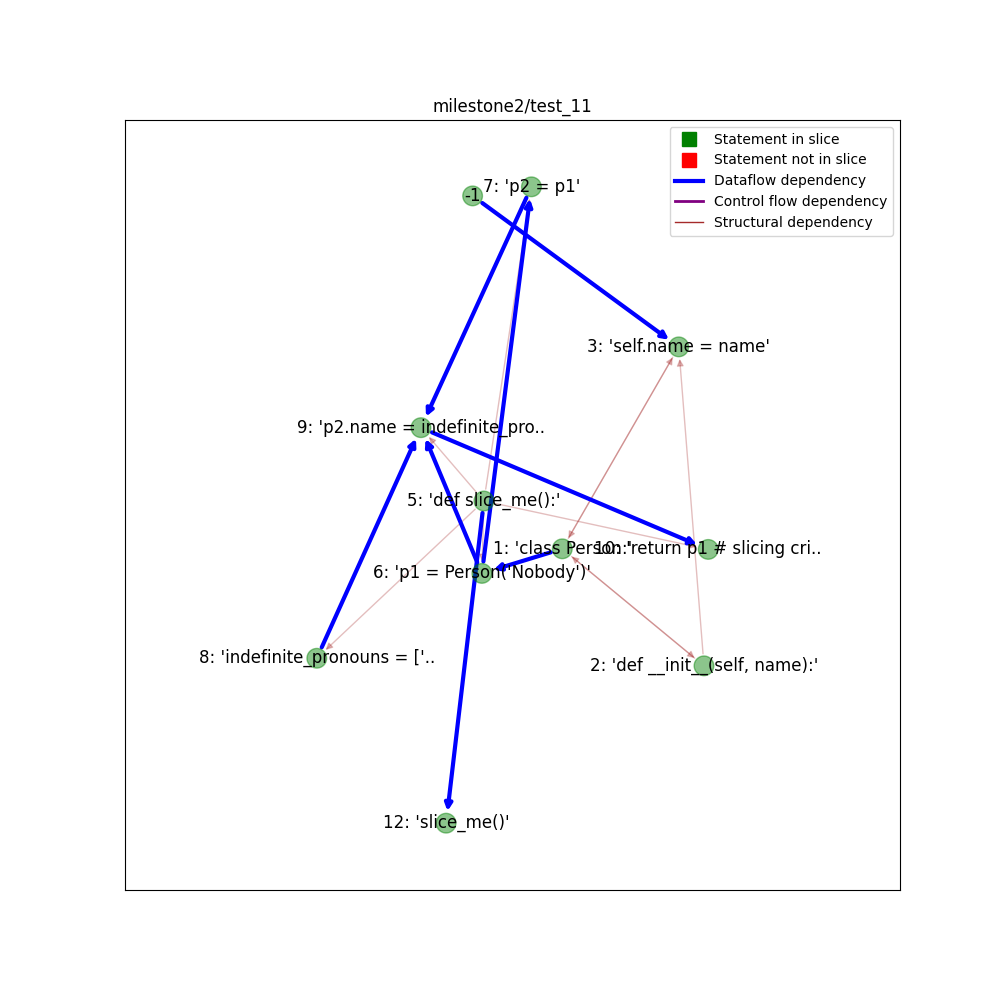 milestone2/test_11
Statement in slice
Statement not in slice
Dataflow dependency
Control flow dependency
Structural dependency
7: 'p2 = p1'
-1
3: 'self.name = name'
9: 'p2.name = indefinite_pro..
5: 'def slice_me():'
1: 'class Person:'
10: 'return p1 # slicing cri..
6: 'p1 = Person('Nobody')'
8: 'indefinite_pronouns = ['..
2: 'def __init__(self, name):'
12: 'slice_me()'